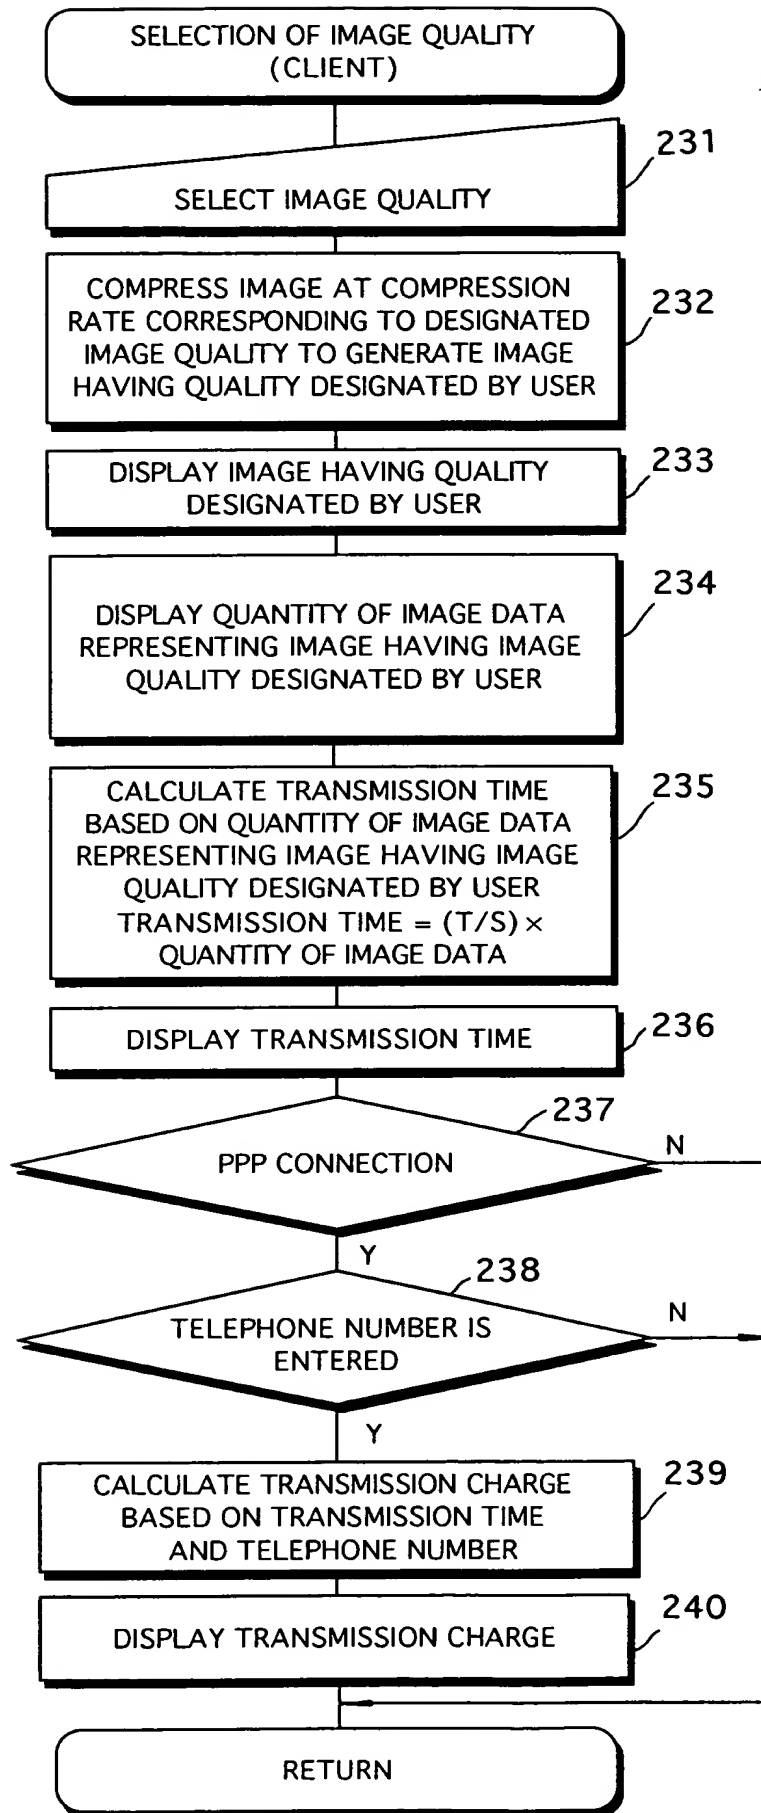 SELECTION OF IMAGE QUALITY
(CLIENT)
231
SELECT IMAGE QUALITY
COMPRESS IMAGE AT COMPRESSION
RATE CORRESPONDING TO DESIGNATED
IMAGE QUALITY TO GENERATE IMAGE
HAVING QUALITY DESIGNATED BY USER
232
DISPLAY IMAGE HAVING QUALITY
DESIGNATED BY USER
233
234
DISPLAY QUANTITY OF IMAGE DATA
REPRESENTING IMAGE HAVING IMAGE
QUALITY DESIGNATED BY USER
CALCULATE TRANSMISSION TIME
BASED ON QUANTITY OF IMAGE DATA
REPRESENTING IMAGE HAVING IMAGE
QUALITY DESIGNATED BY USER
TRANSMISSION TIME = (T/S) ×
QUANTITY OF IMAGE DATA
235
DISPLAY TRANSMISSION TIME
236
237
PPP CONNECTION
N
Y
238
TELEPHONE NUMBER IS
ENTERED
N
Y
CALCULATE TRANSMISSION CHARGE
BASED ON TRANSMISSION TIME
AND TELEPHONE NUMBER
239
DISPLAY TRANSMISSION CHARGE
240
RETURN